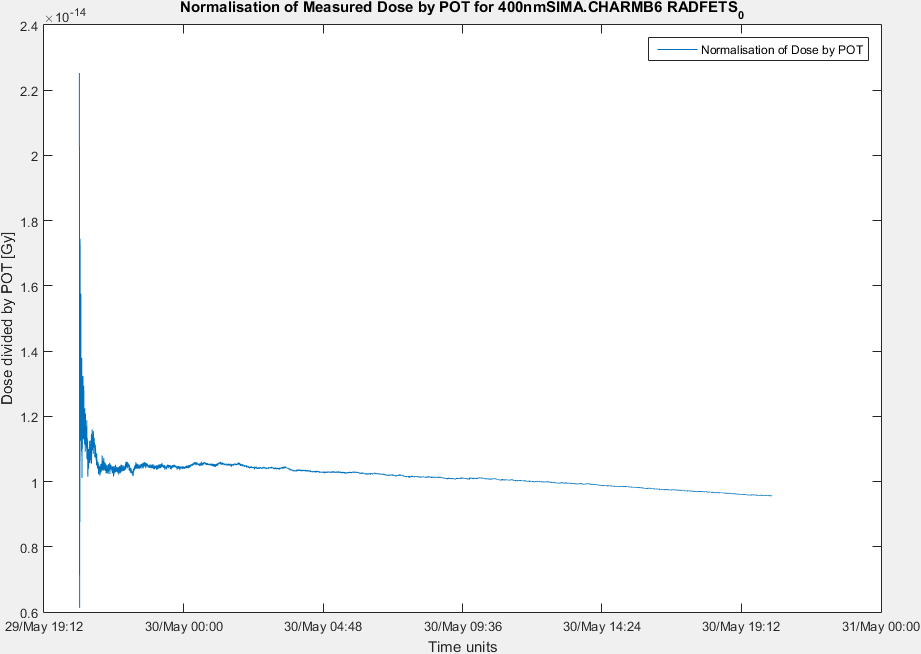 Normalisation of Measured Dose by POT for 400nmSIMA.CHARMB6 RADFETS0
×10-14
Normalisation of Dose by POT
2.4
2.2
2
1.8
1.6
1.4
1.2
1
0.8
0.6
Dose divided by POT [Gy]
29/May 19:12 30/May 00:00 30/May 04:48 30/May 09:36 30/May 14:24 30/May 19:12 31/May 00:00
Time units